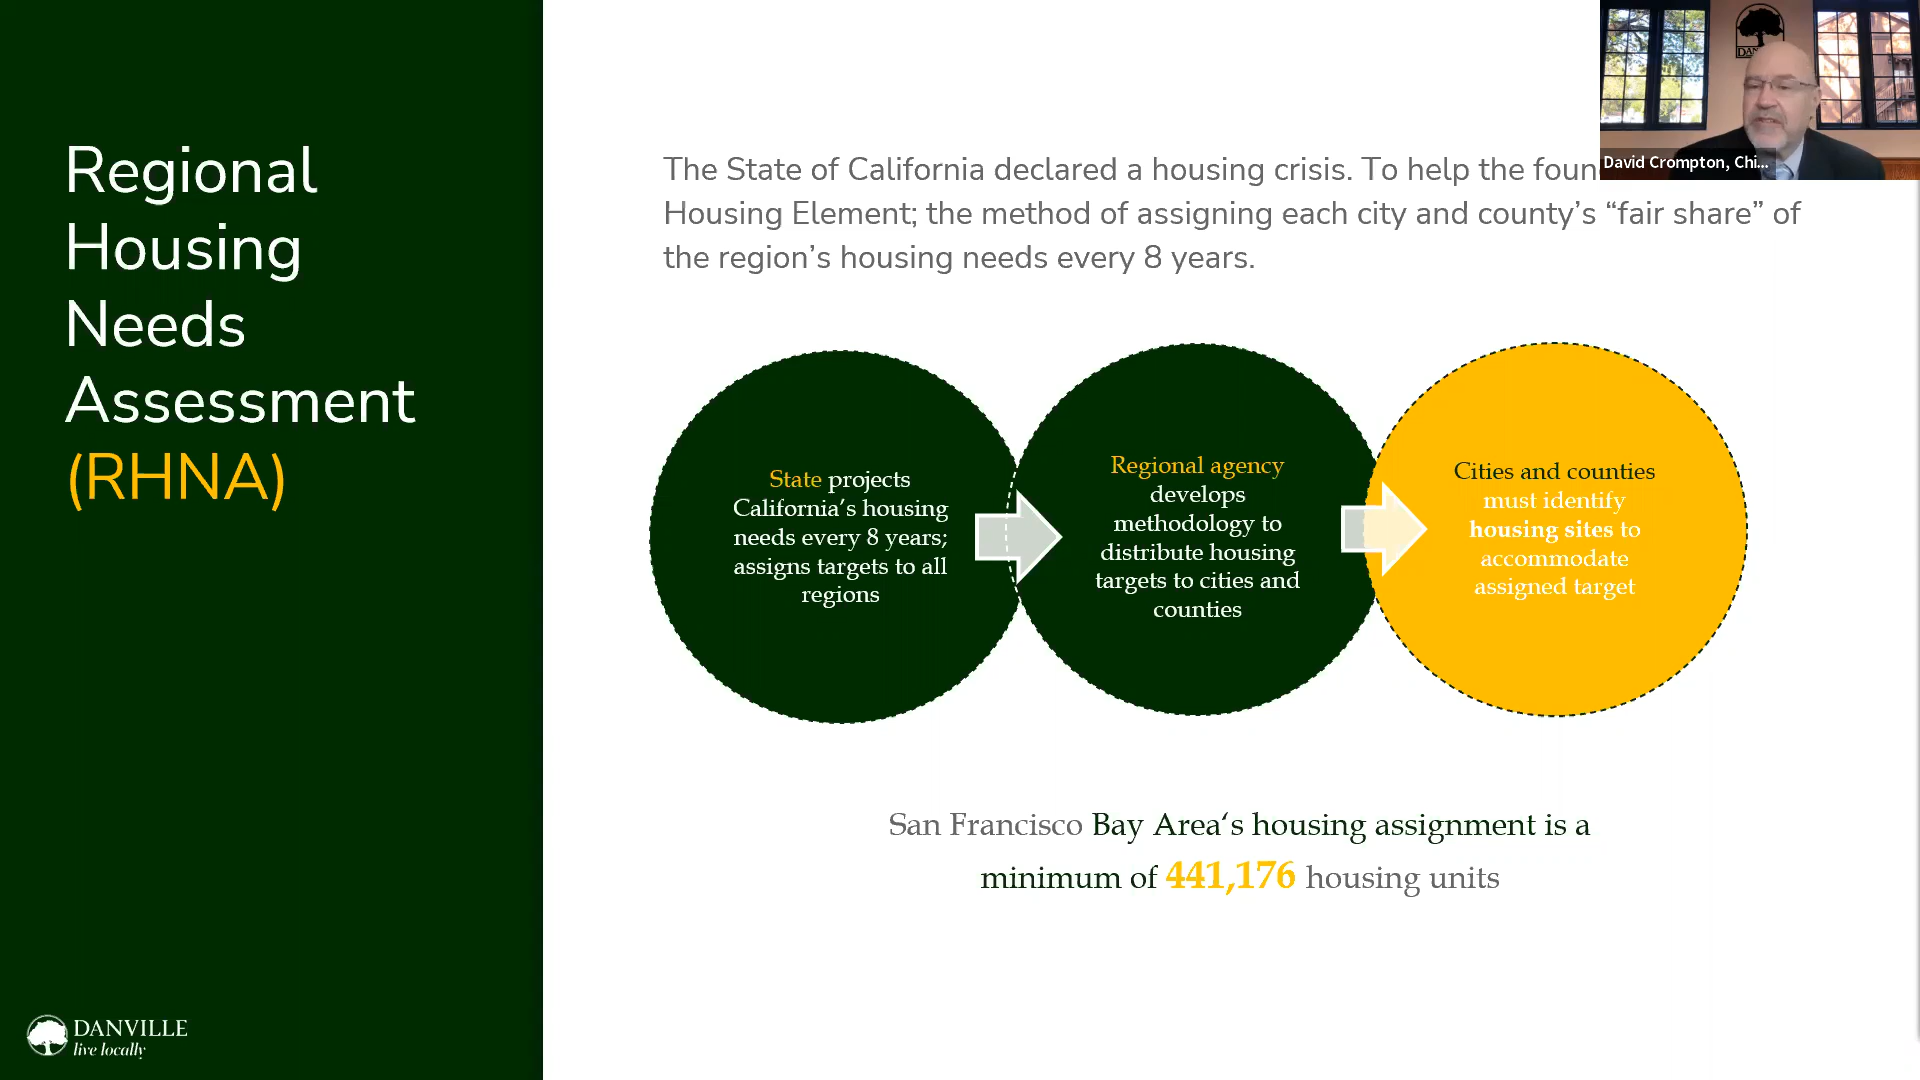 Regional
Housing
Needs
Assessment
(RHNA)
The State of California declared a housing crisis. To help the
Housing Element; the method of assigning each city and county’s “fair share” of
the region’s housing needs every 8 years.
DANVILLE
David Crompton, Chi...
State projects
California’s housing
needs every 8 years;
assigns targets to all
regions
Regional agency
develops
methodology to
distribute housing
targets to cities and
counties
Cities and counties
must identify
housing sites to
accommodate
assigned target
San Francisco Bay Area‘s housing assignment is a
minimum of 441,176 housing units
live locally